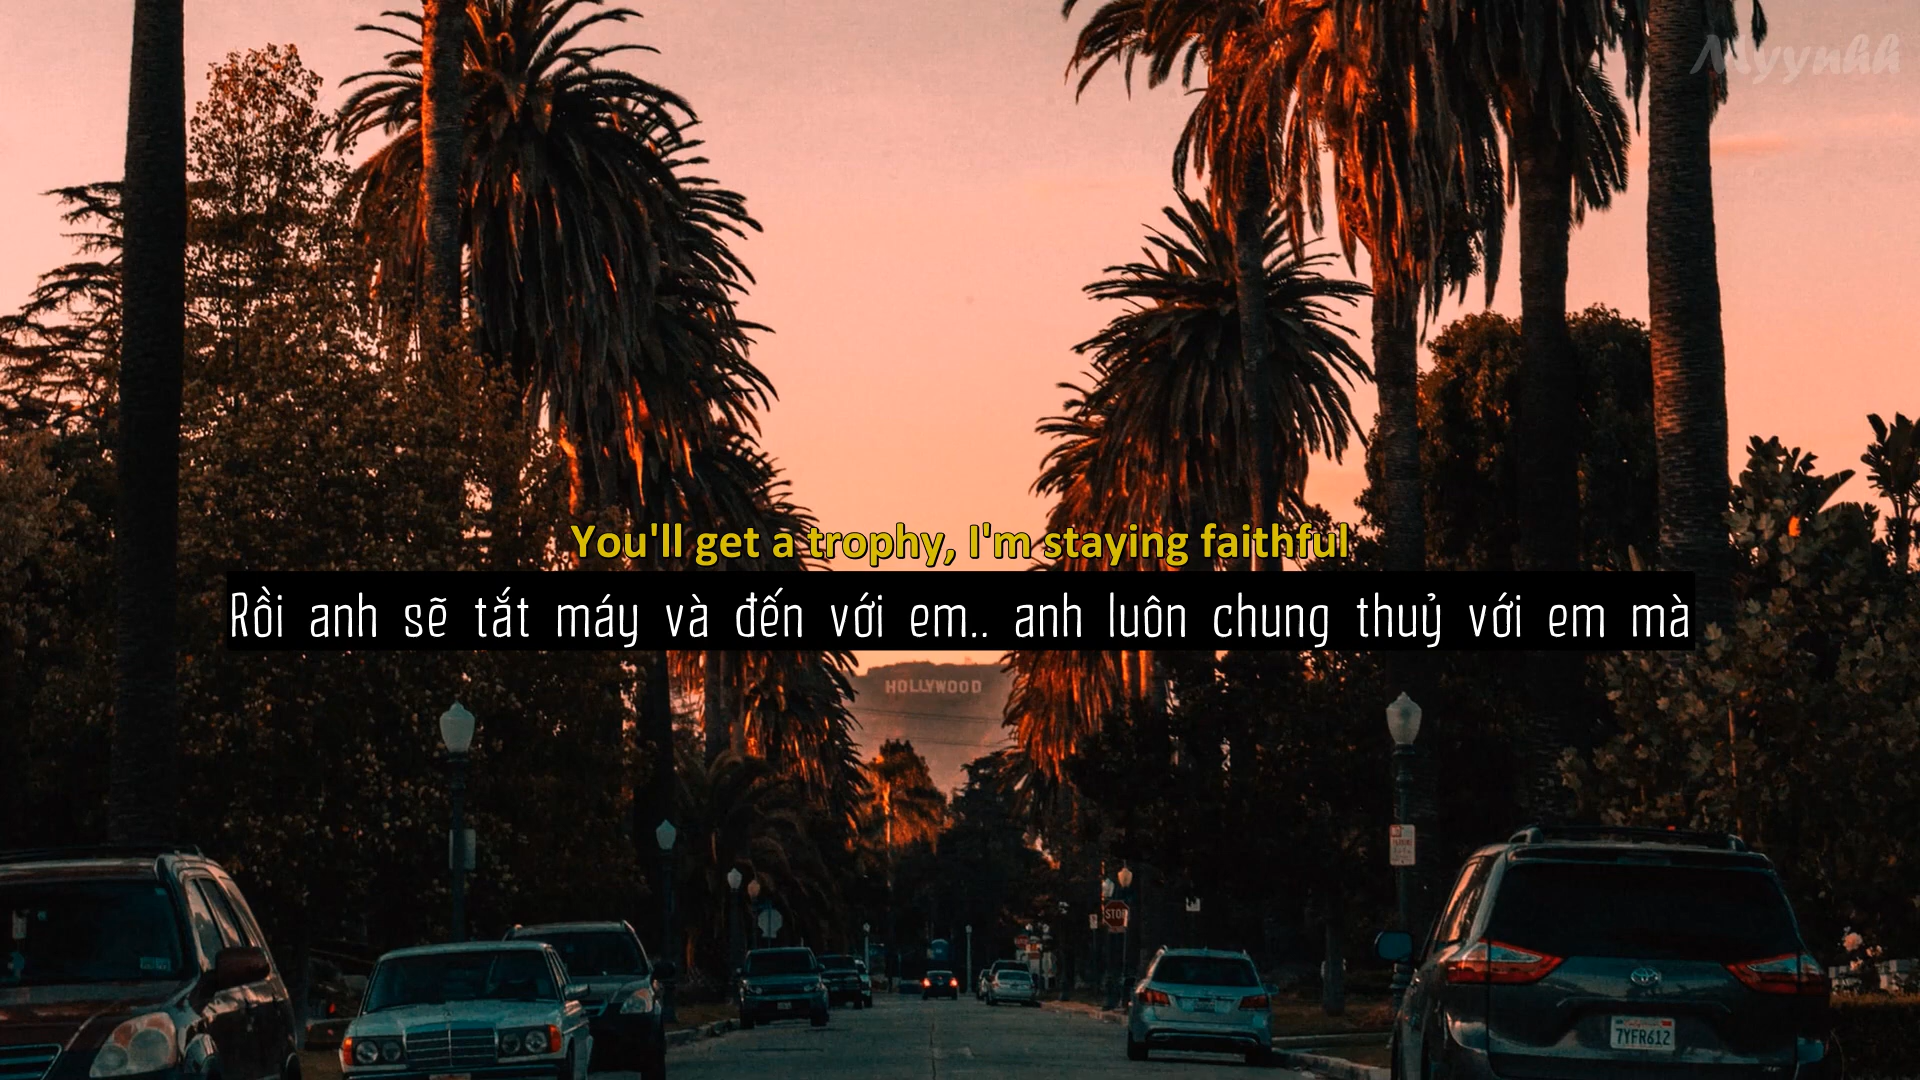 Myynhh
You'll get a trophy, I'm staying faithful
Rồi anh sẽ tắt máy và đến với em.. anh luôn chung thuỷ với em mà
HOLLYWOOD
STOP
7YFR612